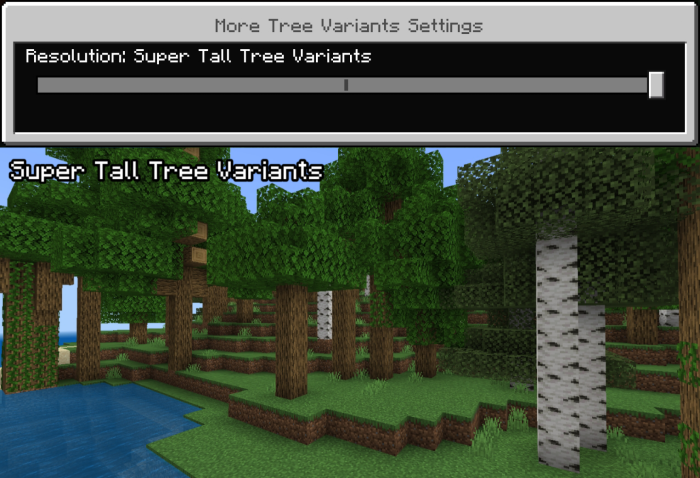 More Tree Variants Settings
Resolution: Super Tall Tree Variants
Super Tall Tree Variants